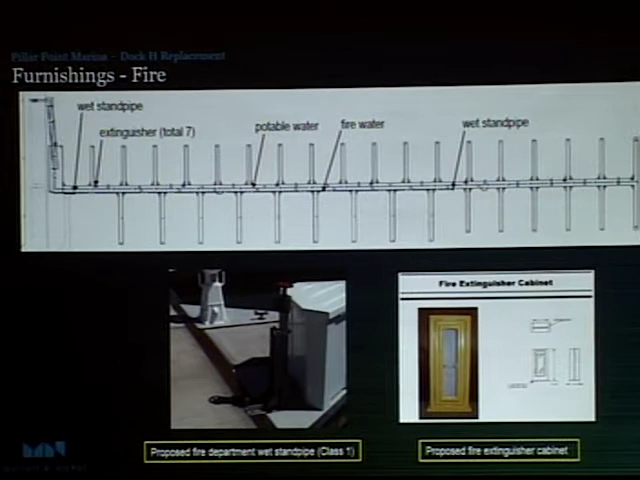 Pillar Point Marina - Dock H Replacement
Furnishings - Fire
wet standpipe
extinguisher (total 7)
potable water
fire water
wet standpipe
Fire Extinguisher Cabinet
Proposed fire department wet standpipe (Class 1)
Proposed fire extinguisher cabinet